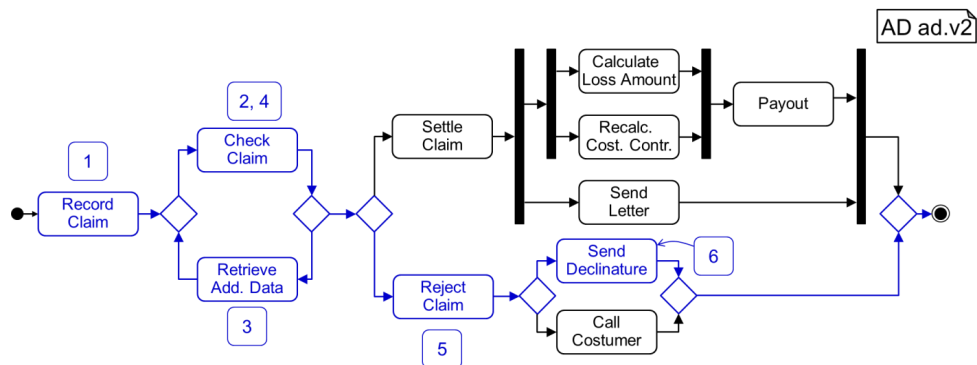 AD ad.v2
2, 4
Calculate
Loss Amount
Payout
Check
Claim
Settle
Claim
Recalc.
Cost. Contr.
1
Record
Claim
Send
Letter
Retrieve
Add. Data
Reject
Claim
Send
Declinature
6
3
5
Call
Costumer